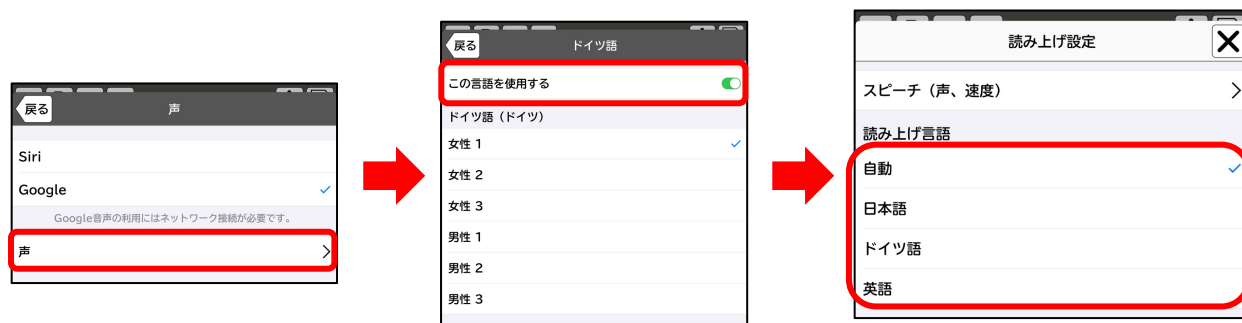 戻る
声
Siri
Google
Google音声の利用にはネットワーク接続が必要です。
声
戻る
ドイツ語
この言語を使用する
ドイツ語（ドイツ）
女性 1
女性 2
女性 3
男性 1
男性 2
男性 3
読み上げ設定
スピーチ（声、速度）
読み上げ言語
自動
日本語
ドイツ語
英語